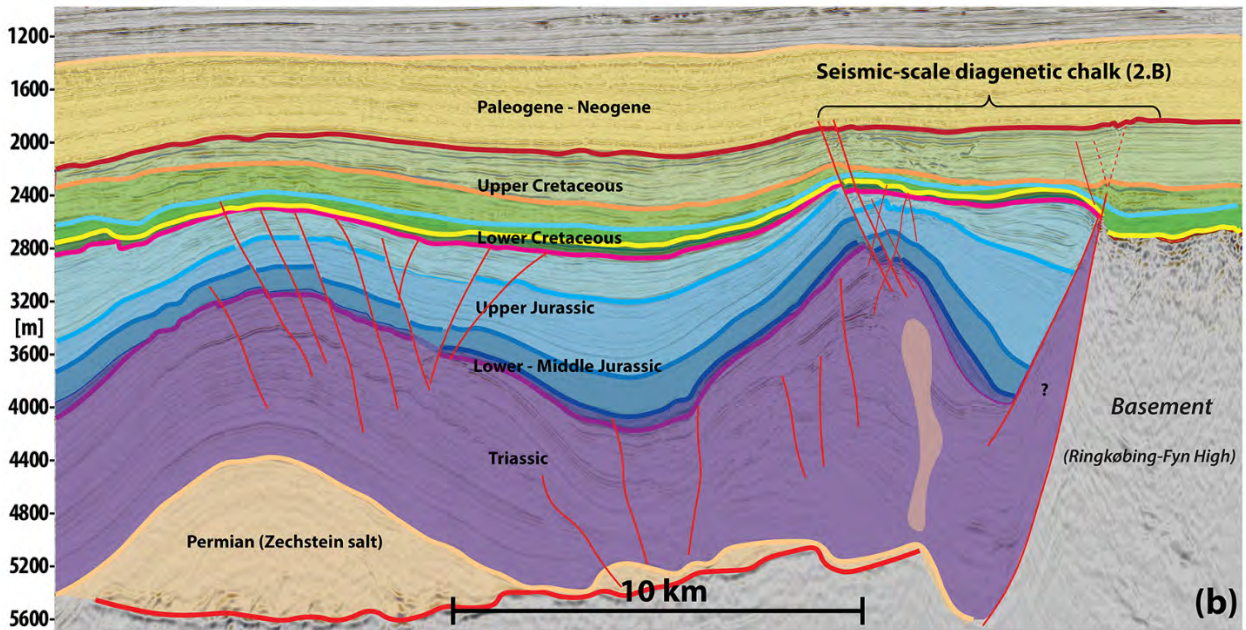 1200
1600
2000
2400
2800
3200
[m]
3600
4000
4400
4800
5200
5600
Seismic-scale diagenetic chalk (2.B)
Paleogene - Neogene
Upper Cretaceous
Lower Cretaceous
Upper Jurassic
Lower - Middle Jurassic
?
Basement
(Ringkøbing-Fyn High)
Triassic
Permian (Zechstein salt)
10 km
(b)